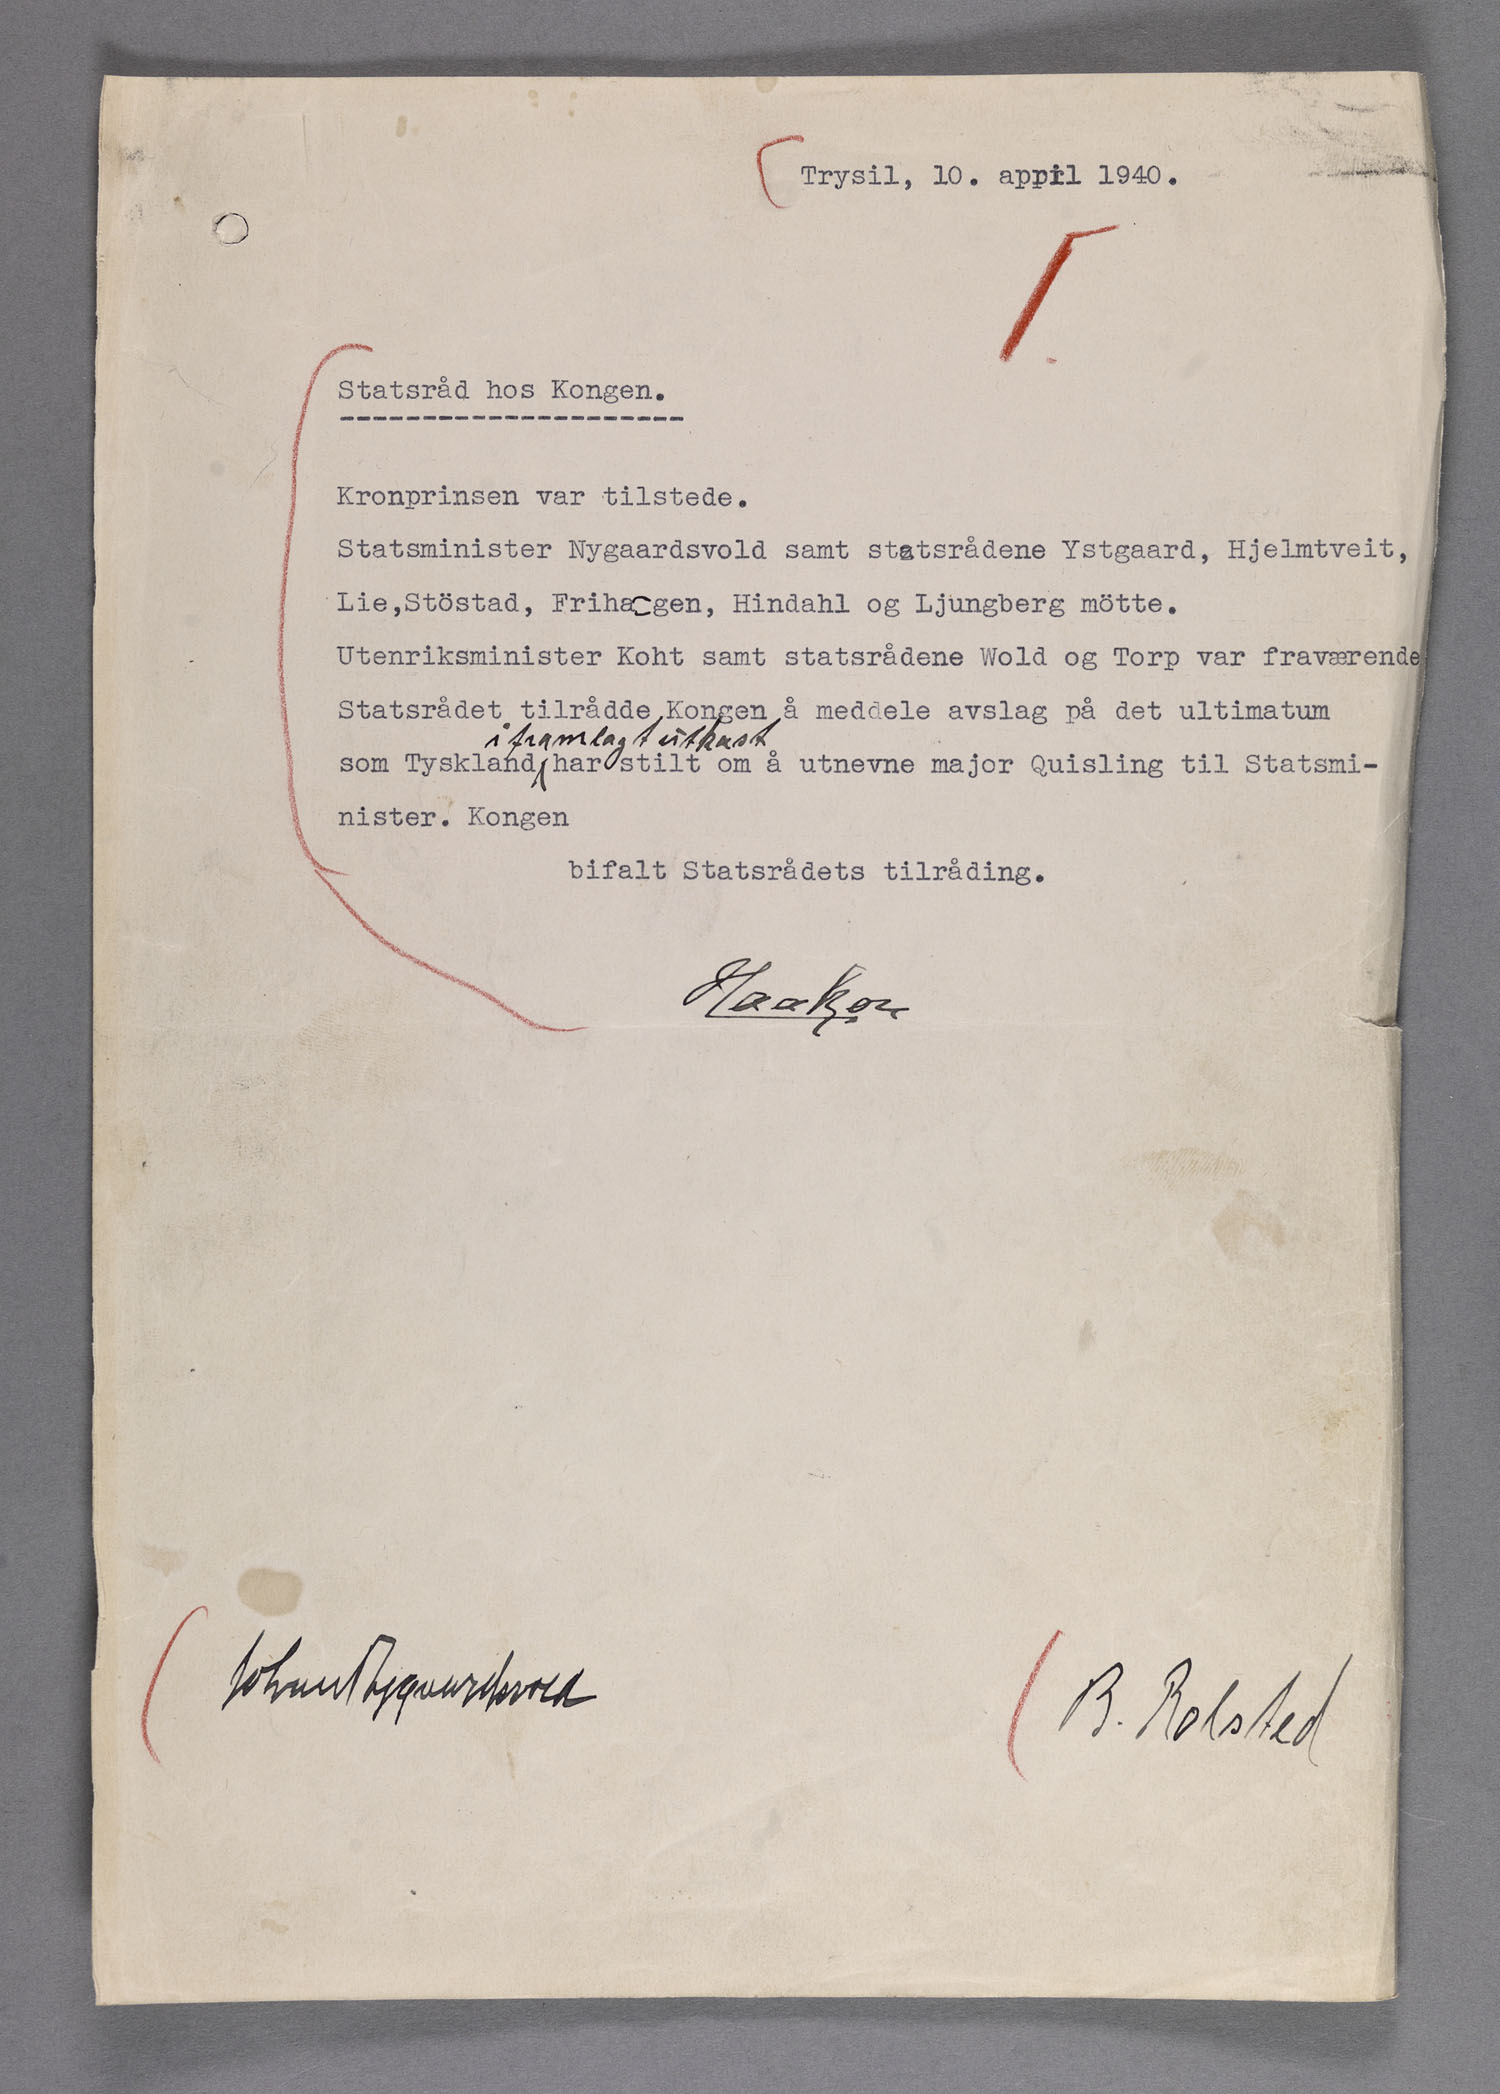 Trysil, 10. april 1940.
Statsråd hos Kongen.
---------------------
Kronprinsen var tilstede.
Statsminister Nygaardsvold samt statsrådene Ystgaard, Hjelmtveit,
Lie,Stöstad, Frihagen, Hindahl og Ljungberg mötte.
Utenriksminister Koht samt statsrådene Wold og Torp var fraværende
Statsrådet tilrådde Kongen å meddele avslag på det ultimatum
i framlagt utkast
som Tyskland har stilt om å utnevne major Quisling til Statsmi-
nister. Kongen
bifalt Statsrådets tilråding.
Haakon
Johan Nygaardsvold
B. Rolsted